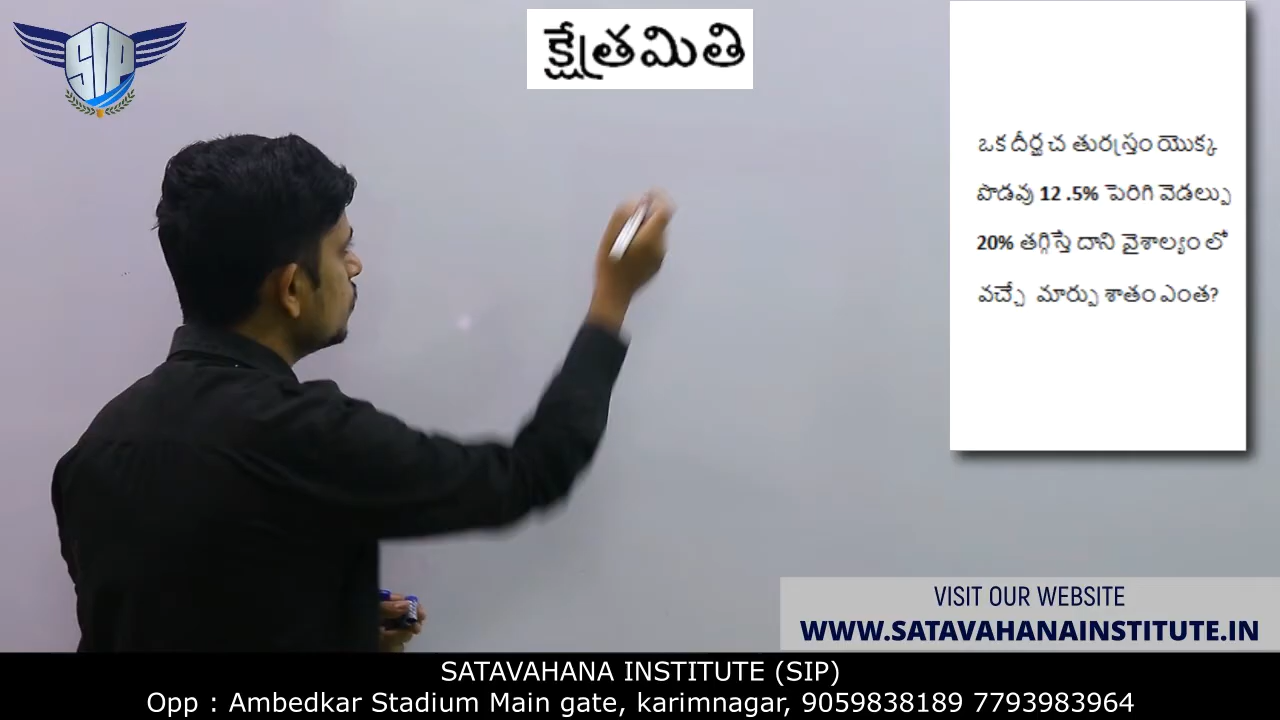 SIP
క్షేత్రమితి
ఒక దీర్ఘ చ తురస్త్రం యొక్క
పొడవు 12 .5% పెరిగి వెడల్పు
20% తగ్గిస్తే దాని వైశాల్యం లో
వచ్చే మార్పు శాతం ఎంత?
VISIT OUR WEBSITE
WWW.SATAVAHANAINSTITUTE.IN
SATAVAHANA INSTITUTE (SIP)
Opp : Ambedkar Stadium Main gate, karimnagar, 9059838189 7793983964